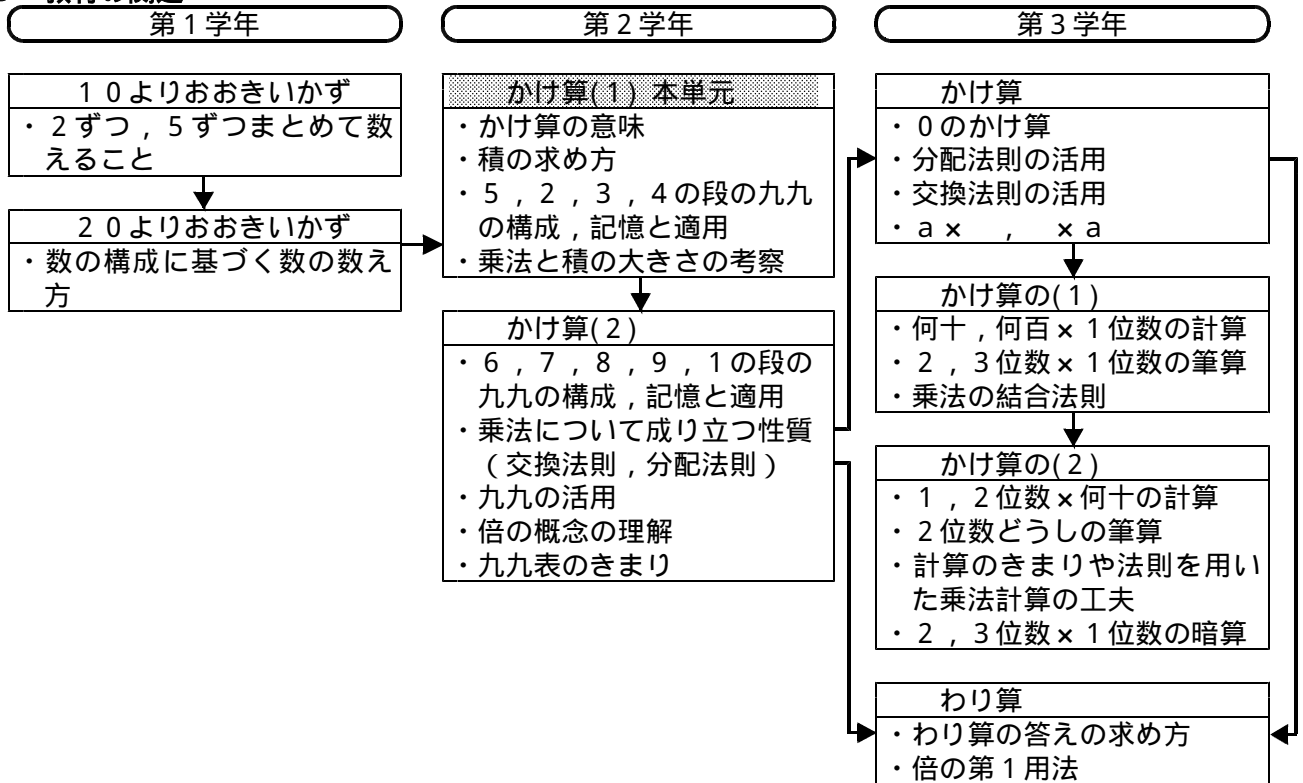 第1学年
第2学年
第3学年
10よりおおきいかず
・2ずつ,5ずつまとめて数
えること
20よりおおきいかず
・数の構成に基づく数の数え
方
かけ算(1) 本単元
・かけ算の意味
・積の求め方
・5,2,3,4の段の九九
の構成,記憶と適用
・乗法と積の大きさの考察
かけ算(2)
・6,7,8,9,1の段の
九九の構成,記憶と適用
・乗法について成り立つ性質
(交換法則,分配法則)
・九九の活用
・倍の概念の理解
・九九表のきまり
かけ算
・0のかけ算
・分配法則の活用
・交換法則の活用
・a× , ×a
かけ算の(1)
・何十,何百×1位数の計算
・2,3位数×1位数の筆算
・乗法の結合法則
かけ算の(2)
・1,2位数×何十の計算
・2位数どうしの筆算
・計算のきまりや法則を用い
た乗法計算の工夫
・2,3位数×1位数の暗算
わり算
・わり算の答えの求め方
・倍の第1用法